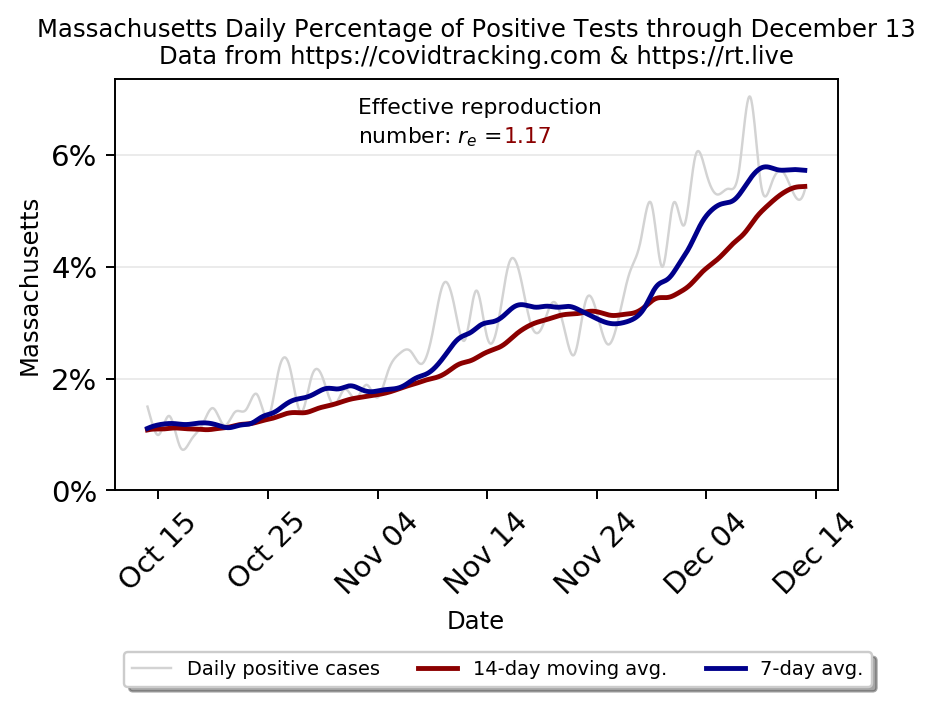 Massachusetts Daily Percentage of Positive Tests through December 13
Data from https://covidtracking.com & https://rt.live
Effective reproduction
number: rₑ =1.17
6%
4%
2%
0%
Massachusetts
Oct 15
Oct 25
Nov 04
Nov 14
Nov 24
Dec 04
Dec 14
Date
Daily positive cases
14-day moving avg.
7-day avg.